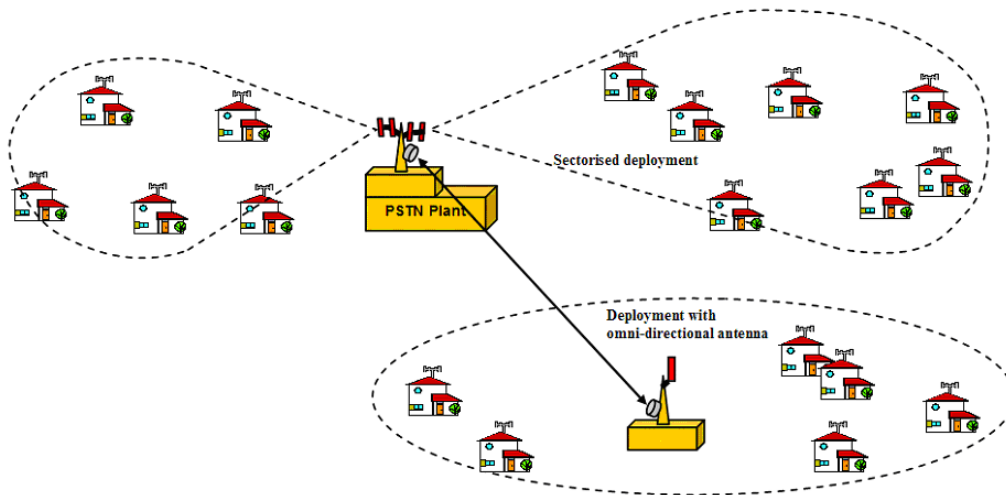 Sectorised deployment
PSTN Plant
Deployment with
omni-directional antenna